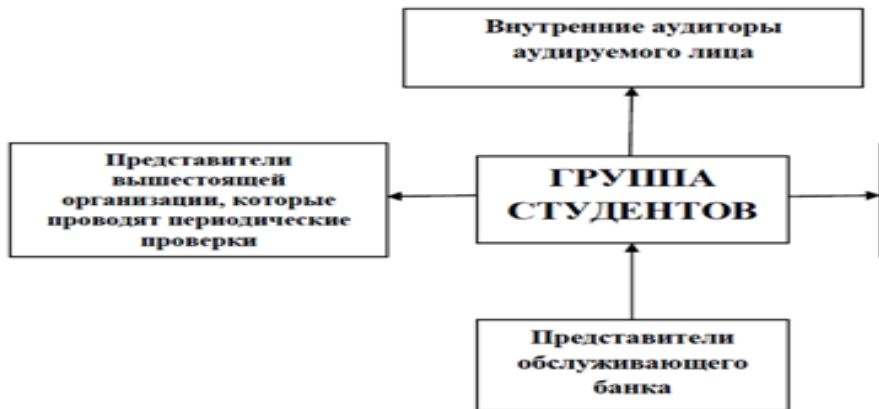 Внутренние аудиторы
аудируемого лица
Представители
вышестоящей
организации, которые
проводят периодические
проверки
ГРУППА
СТУДЕНТОВ
Представители
обслуживающего
банка